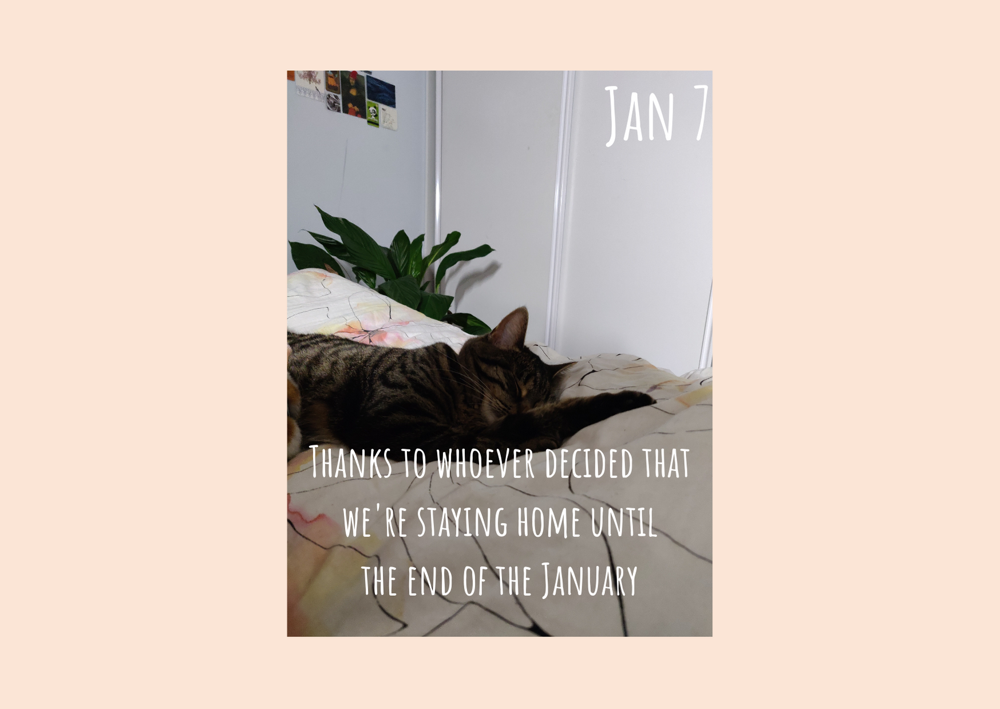 Jan 7
Thanks to whoever decided that
we're staying home until
the end of the January